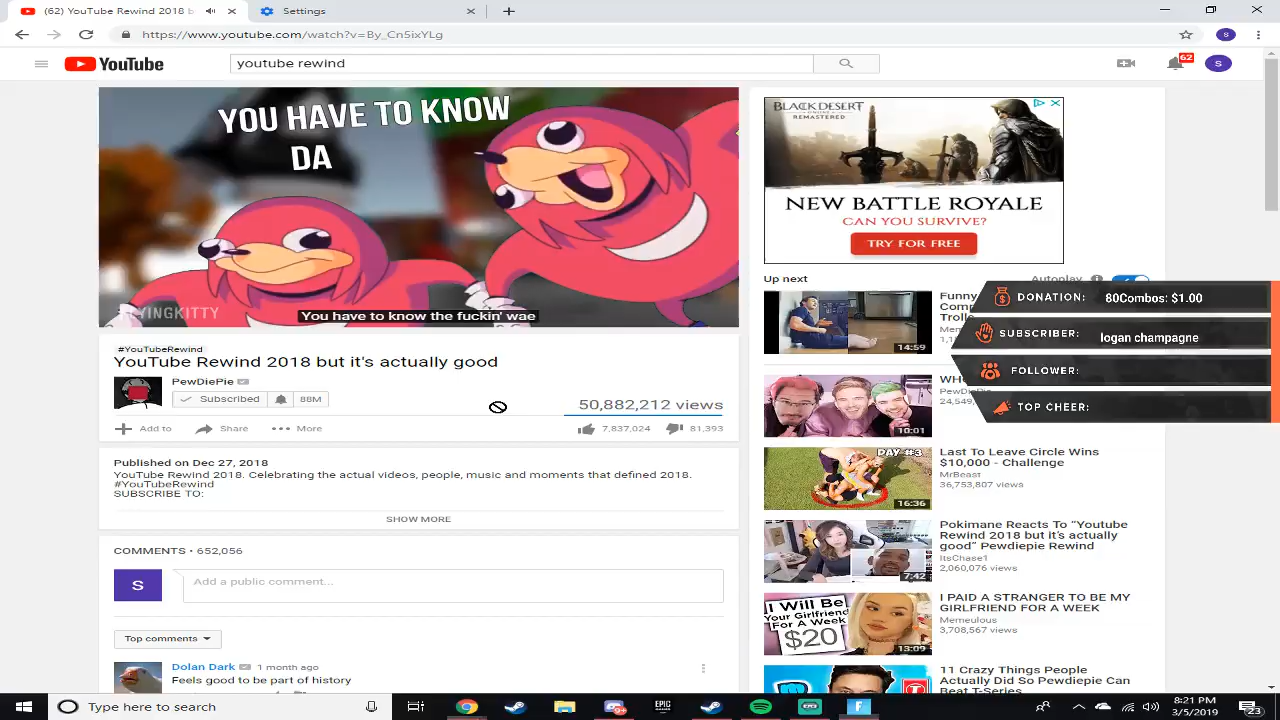 (62) YouTube Rewind 2018 b
Settings
https://www.youtube.com/watch?v=By_Cn5ixYLg
S
YouTube
youtube rewind
62
S
YOU HAVE TO KNOW
DA
FLYINGKITTY
You have to know the fuckin' wae
#YouTubeRewind
YouTube Rewind 2018 but it's actually good
PewDiePie
Subscribed
88M
50,882,212 views
Add to
Share
More
7,837,024
81,393
Published on Dec 27, 2018
YouTube Rewind 2018. Celebrating the actual videos, people, music and moments that defined 2018.
#YouTubeRewind
SUBSCRIBE TO:
SHOW MORE
COMMENTS • 652,056
S
Add a public comment...
Top comments
Dolan Dark
1 month ago
Feels good to be part of history
BLACK DESERT
REMASTERED
NEW BATTLE ROYALE
CAN YOU SURVIVE?
TRY FOR FREE
Up next
Autoplay
DONATION: 80Combos: $1.00
SUBSCRIBER: logan champagne
FOLLOWER:
TOP CHEER:
14:59
Funny
Trolle
10:01
PewDie
24,549,
DAY #3
16:36
Last To Leave Circle Wins
$10,000 - Challenge
MrBeast
36,753,807 views
7:42
Pokimane Reacts To “Youtube
Rewind 2018 but it's actually
good” Pewdiepie Rewind
ItsChase1
2,060,076 views
I Will Be
Your Girlfriend
For A Week
$20
13:09
I PAID A STRANGER TO BE MY
GIRLFRIEND FOR A WEEK
Memeulous
3,708,567 views
11 Crazy Things People
Actually Did So Pewdiepie Can
Beat T-Series
Type here to search
EPIC
GAMES
8:21 PM
3/5/2019
23